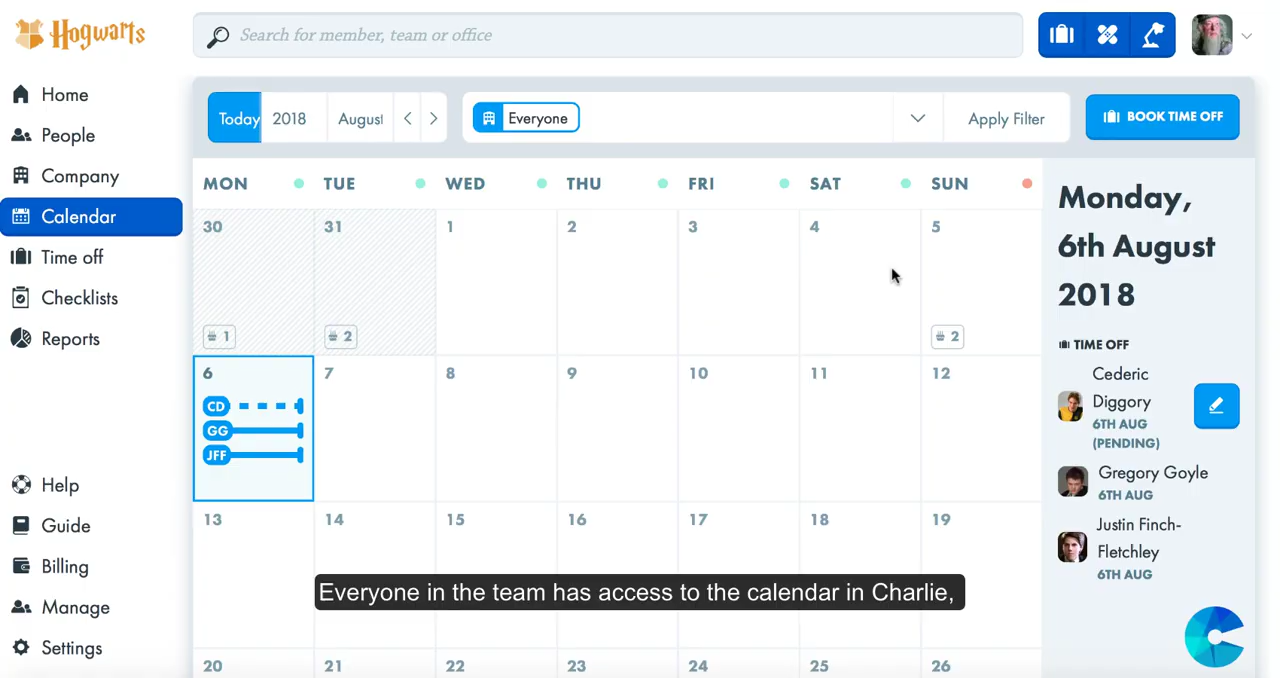 Hogwarts
Search for member, team or office
Home
People
Company
Calendar
Time off
Checklists
Reports
Help
Guide
Billing
Manage
Settings
Today 2018 August
Everyone
Apply Filter
BOOK TIME OFF
MON TUE WED THU FRI SAT SUN
30 31 1 2 3 4 5
1 2 2
6 7 8 9 10 11 12
CD
GG
JFF
13 14 15 16 17 18 19
20 21 22 23 24 25 26
Monday,
6th August
2018
TIME OFF
Cederic
Diggory
6TH AUG
(PENDING)
Gregory Goyle
6TH AUG
Justin Finch-
Fletchley
6TH AUG
Everyone in the team has access to the calendar in Charlie,